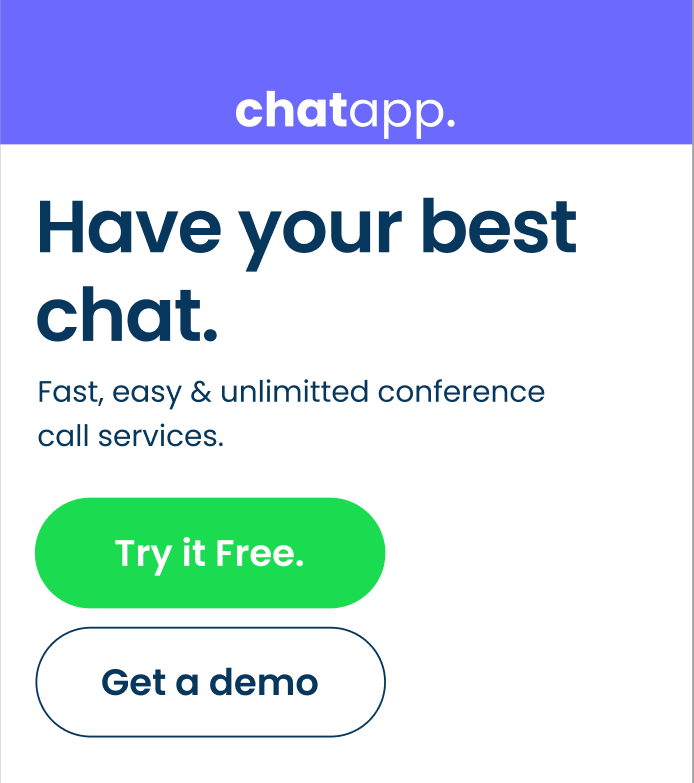 chatapp.
Have your best
chat.
Fast, easy & unlimitted conference
call services.
Try it Free.
Get a demo